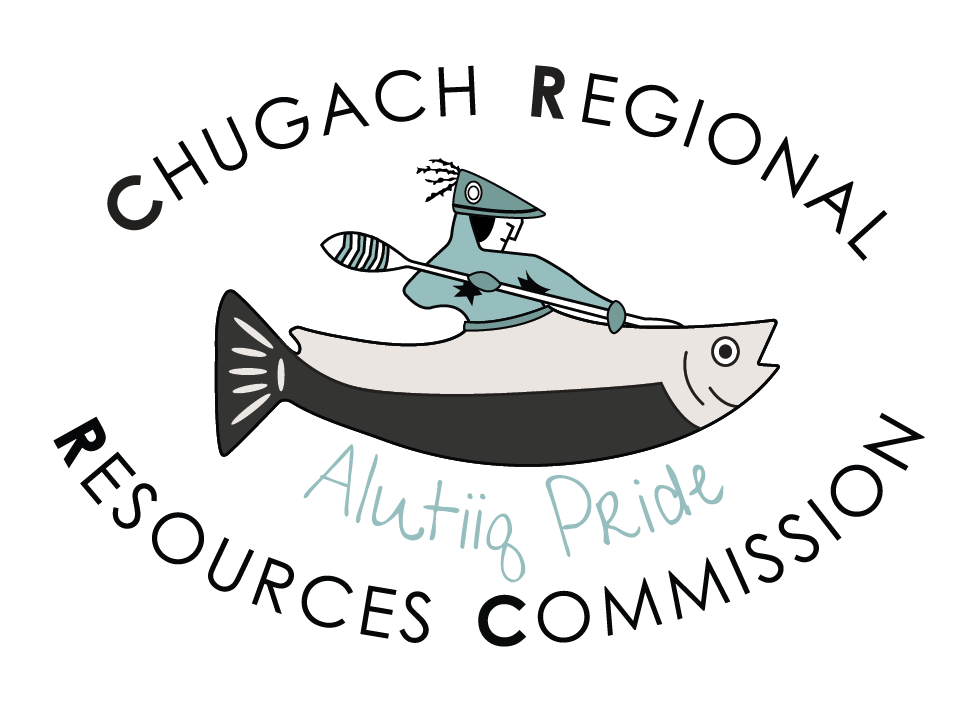 CHUGACH REGIONAL
Alutiiq Pride
RESOURCES COMMISSION